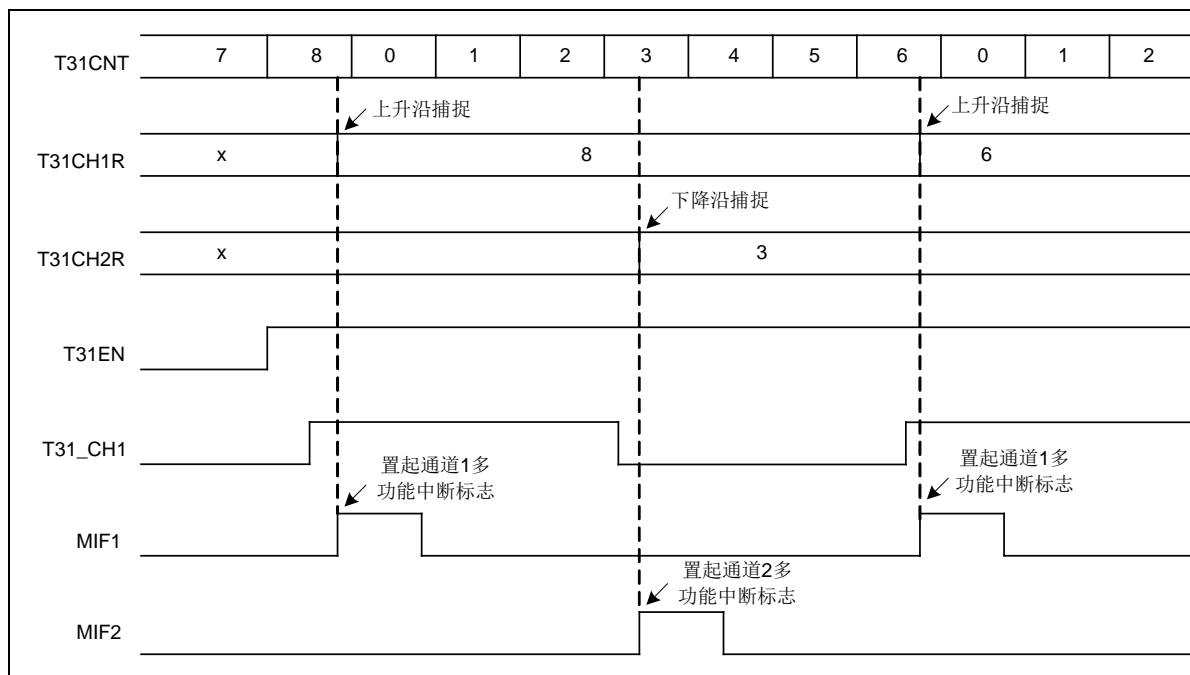 T31CNT 7 8 0 1 2 3 4 5 6 0 1 2
上升沿捕捉 上升沿捕捉
T31CH1R x 8 6
下降沿捕捉
T31CH2R x 3
T31EN
T31_CH1
置起通道1多 置起通道1多
功能中断标志 功能中断标志
MIF1
置起通道2多
功能中断标志
MIF2